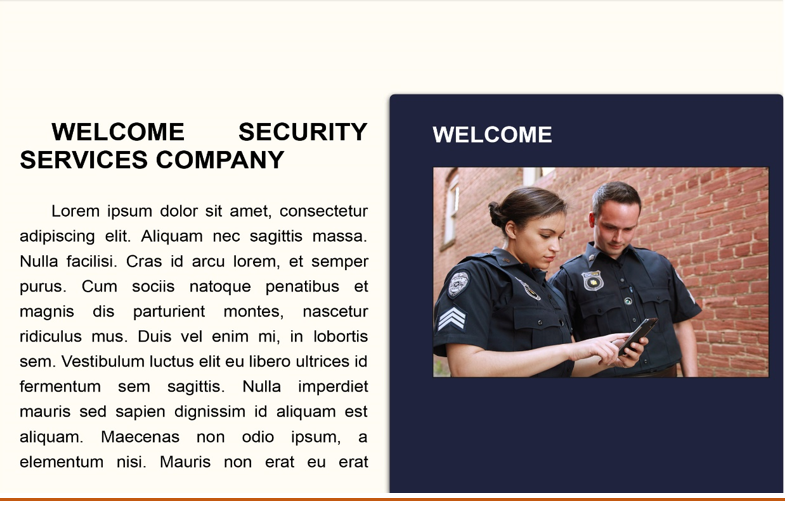 WELCOME SECURITY
SERVICES COMPANY
Lorem ipsum dolor sit amet, consectetur
adipiscing elit. Aliquam nec sagittis massa.
Nulla facilisi. Cras id arcu lorem, et semper
purus. Cum sociis natoque penatibus et
magnis dis parturient montes, nascetur
ridiculus mus. Duis vel enim mi, in lobortis
sem. Vestibulum luctus elit eu libero ultrices id
fermentum sem sagittis. Nulla imperdiet
mauris sed sapien dignissim id aliquam est
aliquam. Maecenas non odio ipsum, a
elementum nisi. Mauris non erat eu erat
WELCOME